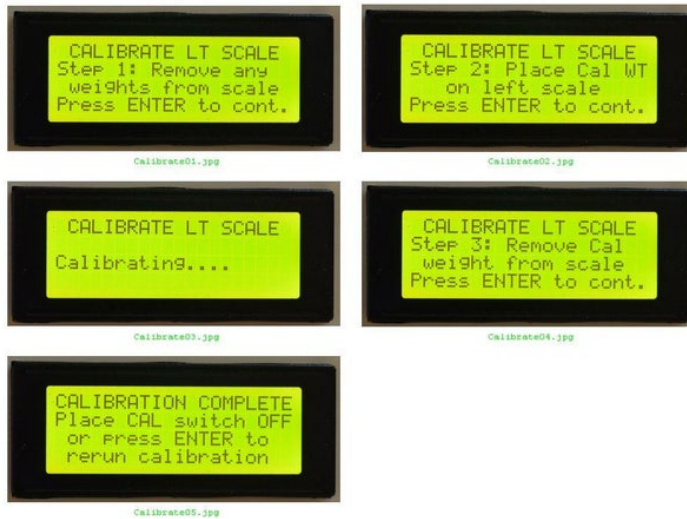 CALIBRATE LT SCALE
Step 1: Remove any
weights from scale
Press ENTER to cont.
Calibrate01.jpg
CALIBRATE LT SCALE
Step 2: Place Cal WT
on left scale
Press ENTER to cont.
Calibrate02.jpg
CALIBRATE LT SCALE
Calibrating....
Calibrate03.jpg
CALIBRATE LT SCALE
Step 3: Remove Cal
weight from scale
Press ENTER to cont.
Calibrate04.jpg
CALIBRATION COMPLETE
Place CAL switch OFF
or press ENTER to
rerun calibration
Calibrate05.jpg